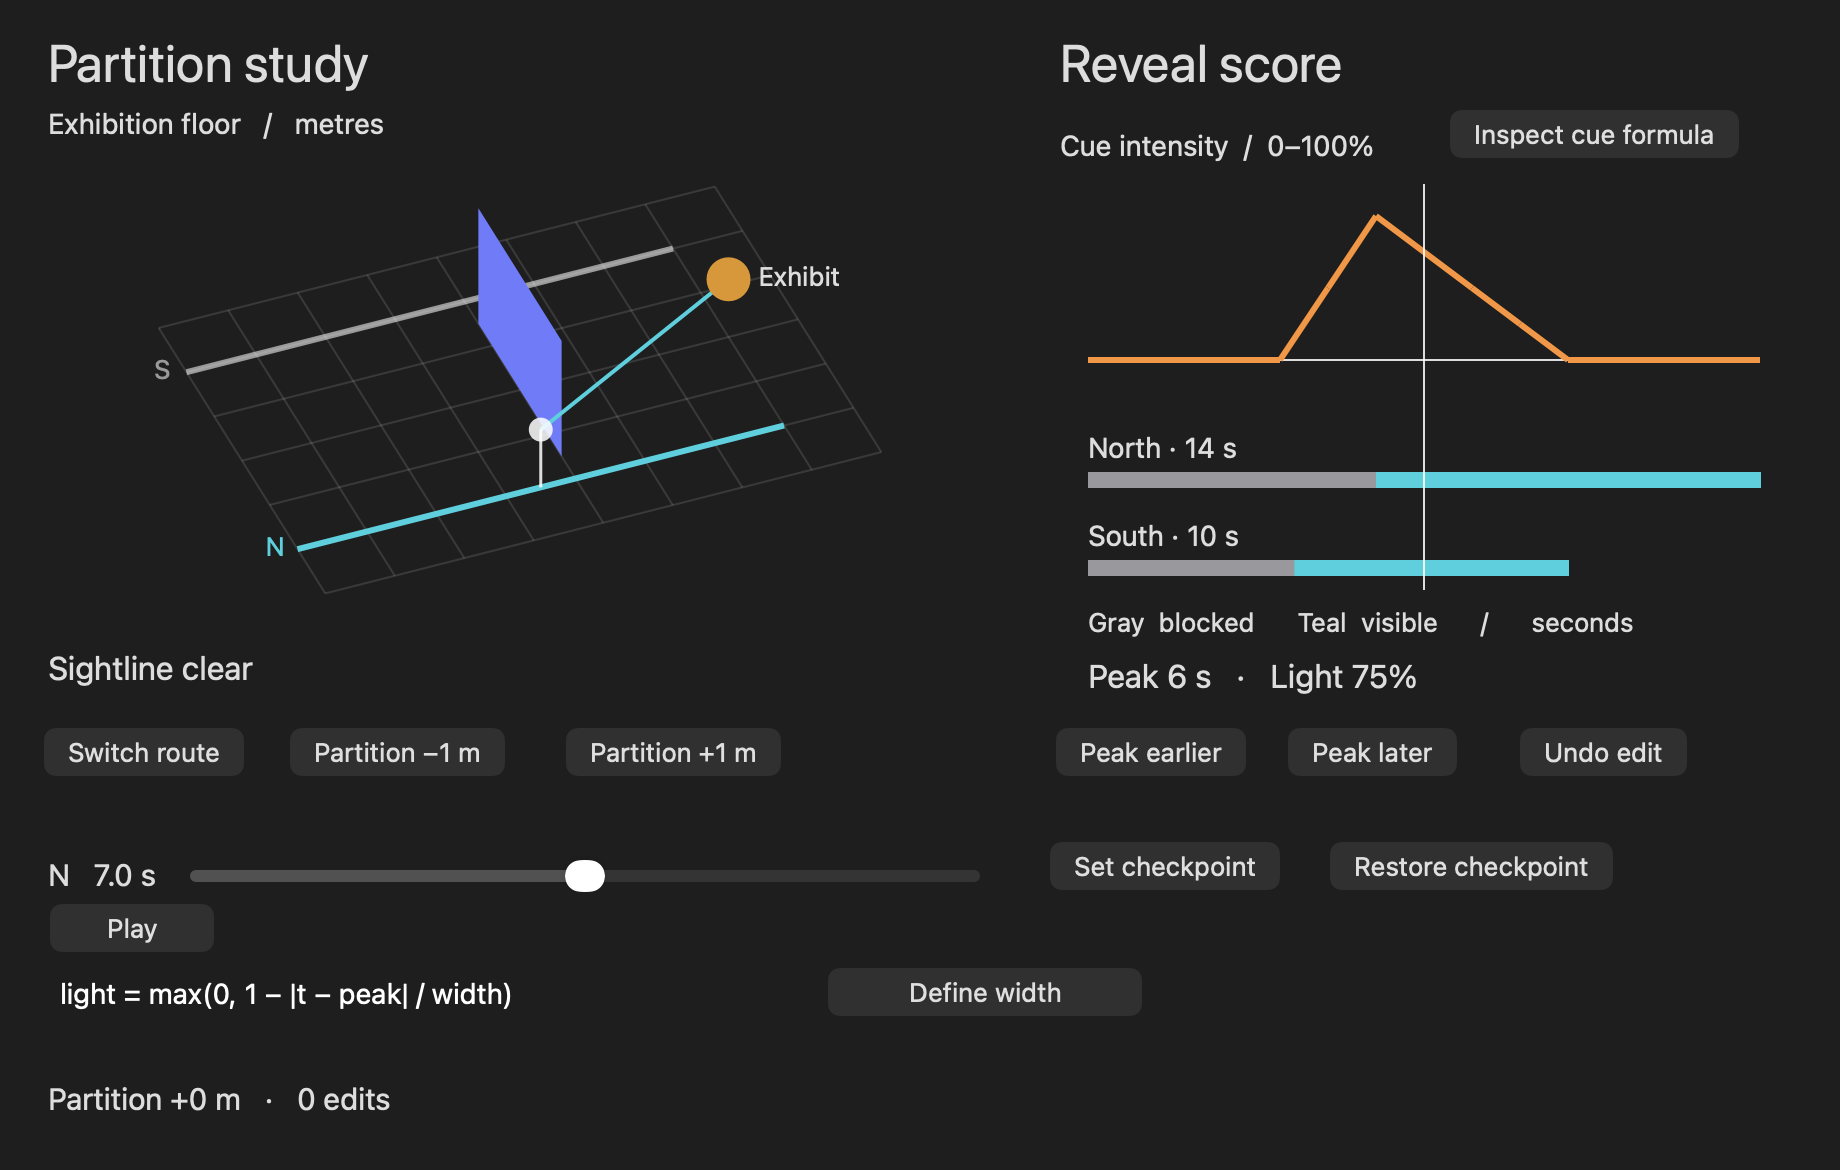 Partition study
Exhibition floor / metres
Exhibit
S
N
Sightline clear
Switch route
Partition –1 m
Partition +1 m
N 7.0 s
Play
light = max(0, 1 – |t – peak| / width)
Define width
Partition +0 m · 0 edits
Reveal score
Cue intensity / 0–100%
Inspect cue formula
North · 14 s
South · 10 s
Gray blocked Teal visible / seconds
Peak 6 s · Light 75%
Peak earlier
Peak later
Undo edit
Set checkpoint
Restore checkpoint